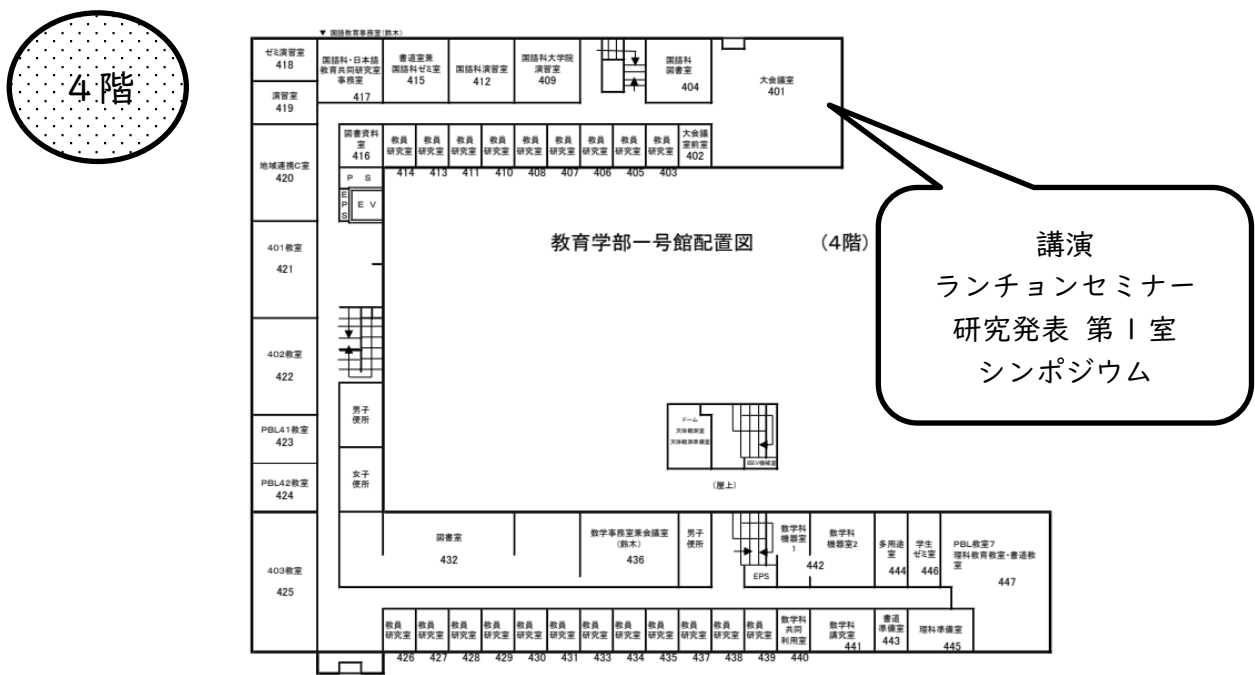 4階
▼ 国語教育事務室(鈴木)
ゼミ演習室
418
国語科・日本語
教育共同研究室
事務室
417
書道室兼
国語科ゼミ室
415
国語科演習室
412
国語科大学院
演習室
409
国語科
図書室
404
大会議室
401
演習室
419
図書資料
室
416
教員
研究室
414
教員
研究室
413
教員
研究室
411
教員
研究室
410
教員
研究室
408
教員
研究室
407
教員
研究室
406
教員
研究室
405
教員
研究室
403
大会議
室前室
402
地域連携C室
420
PS
EPS
EV
教育学部一号館配置図 (4階)
講演
ランチョンセミナー
研究発表 第1室
シンポジウム
401教室
421
402教室
422
男子
便所
PBL41教室
423
女子
便所
PBL42教室
424
ドーム
天体観測室
天体観測準備室
(屋上)
403教室
425
図書室
432
数学事務室兼会議室
(鈴木)
436
男子
便所
EPS
数学科
機器室
1
数学科
機器室2
442
多用途
室
444
学生
ゼミ室
446
PBL教室7
理科教育教室・書道教
室
447
教員
研究室
426
教員
研究室
427
教員
研究室
428
教員
研究室
429
教員
研究室
430
教員
研究室
431
教員
研究室
433
教員
研究室
434
教員
研究室
435
教員
研究室
437
教員
研究室
438
教員
研究室
439
数学科
共同
利用室
440
数学科
講究室
441
書道
準備室
443
理科準備室
445